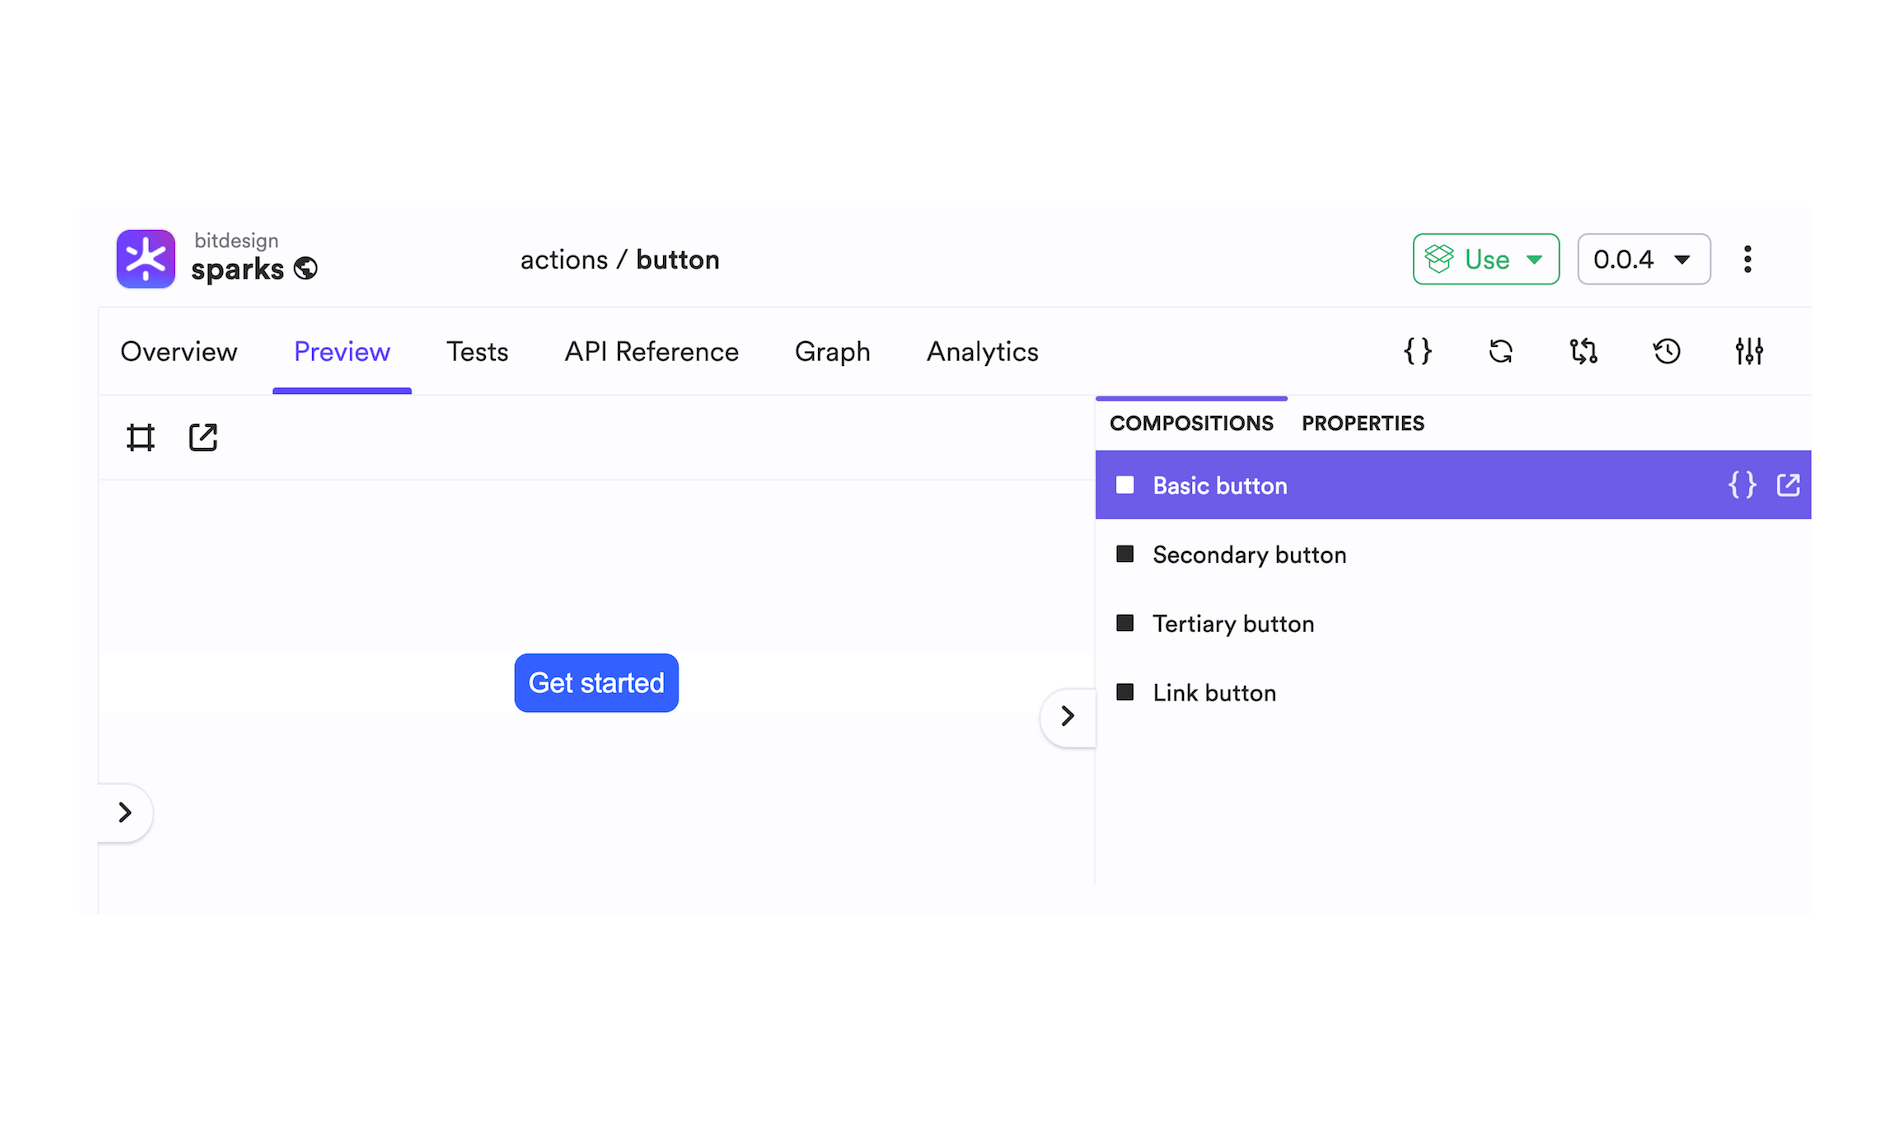 bitdesign
sparks
actions / button
Use
0.0.4
Overview Preview Tests API Reference Graph Analytics
COMPOSITIONS PROPERTIES
Basic button
Secondary button
Tertiary button
Link button
Get started